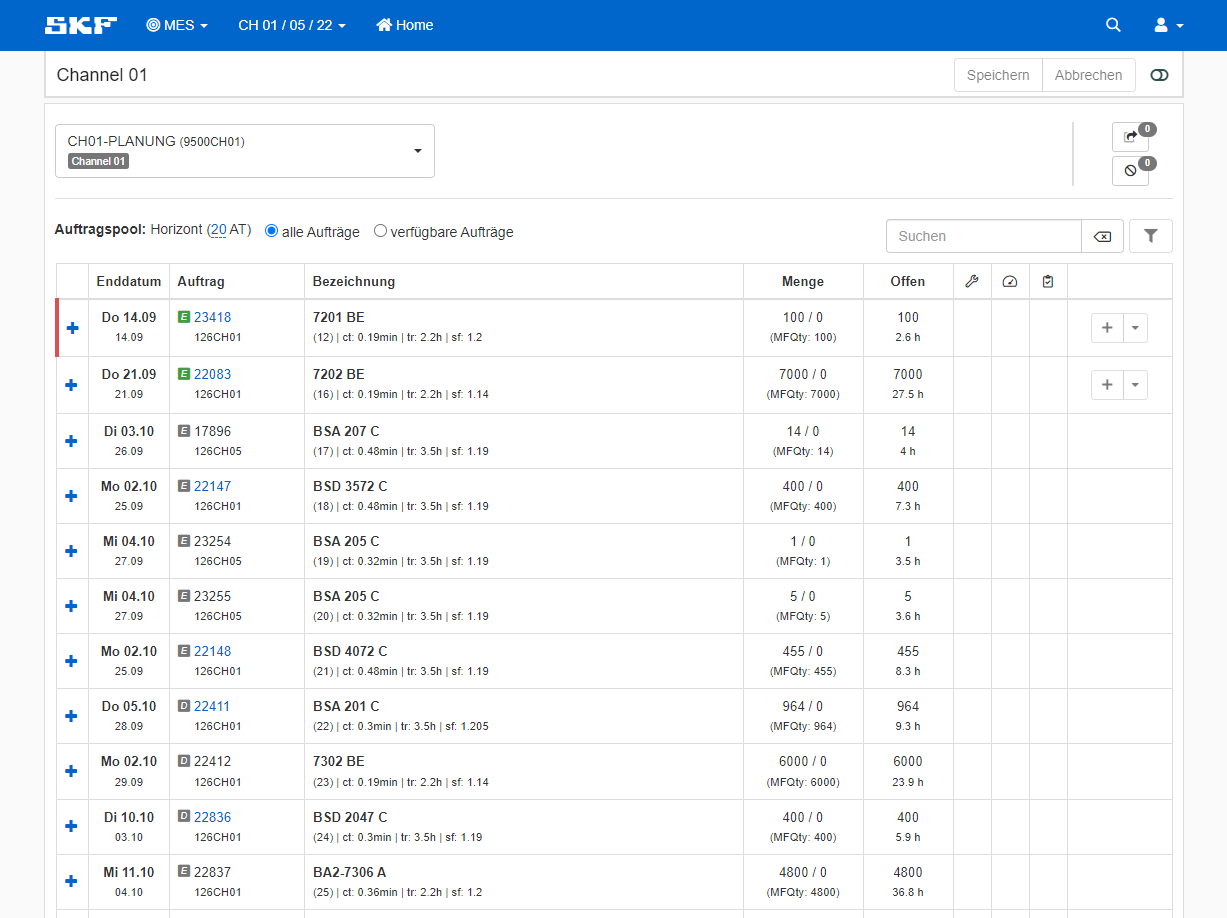 SKF MES CH 01 / 05 / 22 Home
Channel 01 Speichern Abbrechen
CH01-PLANUNG (9500CH01)
Channel 01
0
0
Auftragspool: Horizont (20 AT) alle Aufträge verfügbare Aufträge Suchen
Enddatum Auftrag Bezeichnung Menge Offen
Do 14.09 E 23418 7201 BE 100 / 0 100
14.09 126CH01 (12) | ct: 0.19min | tr: 2.2h | sf: 1.2 (MFQty: 100) 2.6 h
Do 21.09 E 22083 7202 BE 7000 / 0 7000
21.09 126CH01 (16) | ct: 0.19min | tr: 2.2h | sf: 1.14 (MFQty: 7000) 27.5 h
Di 03.10 E 17896 BSA 207 C 14 / 0 14
26.09 126CH05 (17) | ct: 0.48min | tr: 3.5h | sf: 1.19 (MFQty: 14) 4 h
Mo 02.10 E 22147 BSD 3572 C 400 / 0 400
25.09 126CH01 (18) | ct: 0.48min | tr: 3.5h | sf: 1.19 (MFQty: 400) 7.3 h
Mi 04.10 E 23254 BSA 205 C 1 / 0 1
27.09 126CH05 (19) | ct: 0.32min | tr: 3.5h | sf: 1.19 (MFQty: 1) 3.5 h
Mi 04.10 E 23255 BSA 205 C 5 / 0 5
27.09 126CH05 (20) | ct: 0.32min | tr: 3.5h | sf: 1.19 (MFQty: 5) 3.6 h
Mo 02.10 E 22148 BSD 4072 C 455 / 0 455
25.09 126CH01 (21) | ct: 0.48min | tr: 3.5h | sf: 1.19 (MFQty: 455) 8.3 h
Do 05.10 D 22411 BSA 201 C 964 / 0 964
28.09 126CH01 (22) | ct: 0.3min | tr: 3.5h | sf: 1.205 (MFQty: 964) 9.3 h
Mo 02.10 D 22412 7302 BE 6000 / 0 6000
29.09 126CH01 (23) | ct: 0.19min | tr: 2.2h | sf: 1.14 (MFQty: 6000) 23.9 h
Di 10.10 D 22836 BSD 2047 C 400 / 0 400
03.10 126CH01 (24) | ct: 0.3min | tr: 3.5h | sf: 1.19 (MFQty: 400) 5.9 h
Mi 11.10 E 22837 BA2-7306 A 4800 / 0 4800
04.10 126CH01 (25) | ct: 0.36min | tr: 2.2h | sf: 1.2 (MFQty: 4800) 36.8 h